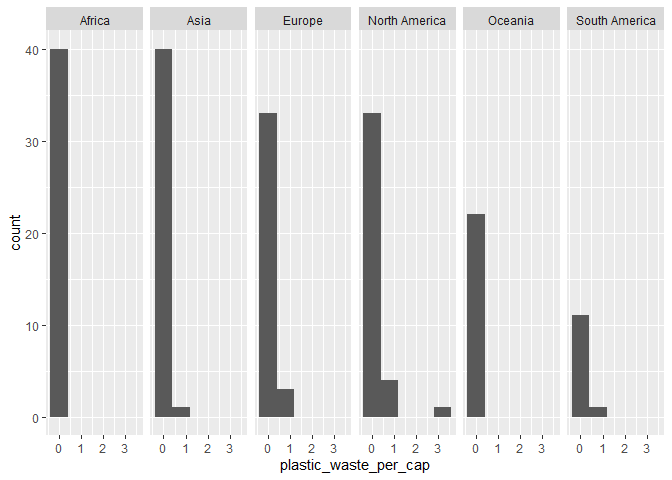 Africa Asia Europe North America Oceania South America
40
30
20
10
0
count
0 1 2 3 0 1 2 3 0 1 2 3 0 1 2 3 0 1 2 3 0 1 2 3
plastic_waste_per_cap